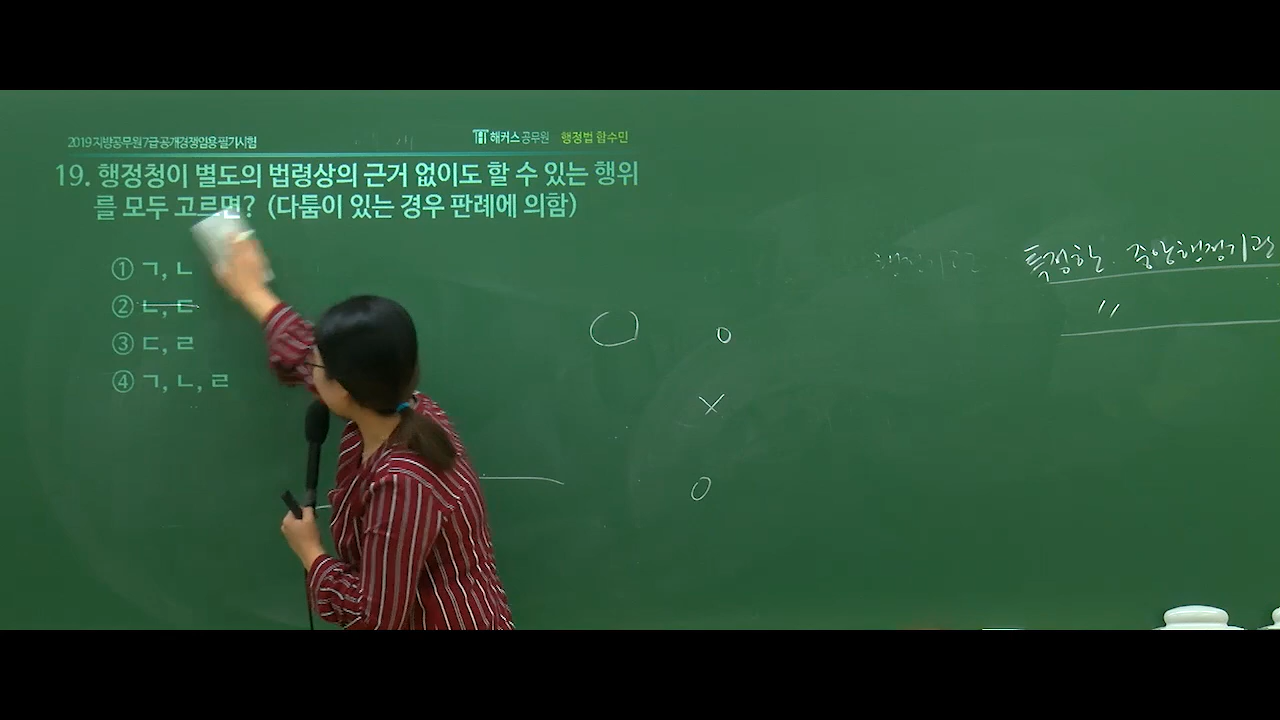 2019 지방공무원 7급 공개경쟁임용 필기시험
해커스 공무원 행정법 함수민
19. 행정청이 별도의 법령상의 근거 없이도 할 수 있는 행위
를 모두 고르면? (다툼이 있는 경우 판례에 의함)
① ㄱ, ㄴ
② ㄴ, ㄷ
③ ㄷ, ㄹ
④ ㄱ, ㄴ, ㄹ
특정한 중앙행정기관
〃
○
×
○